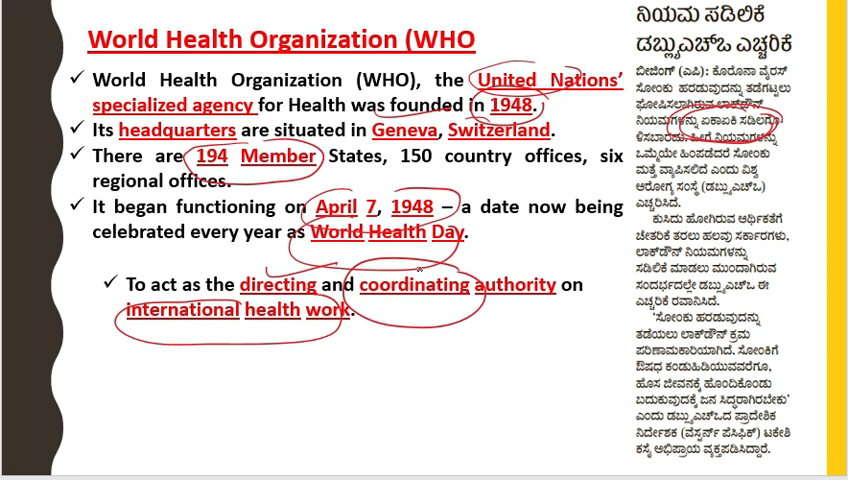 World Health Organization (WHO
✓ World Health Organization (WHO), the United Nations’
specialized agency for Health was founded in 1948.
✓ Its headquarters are situated in Geneva, Switzerland.
✓ There are 194 Member States, 150 country offices, six
regional offices.
✓ It began functioning on April 7, 1948 – a date now being
celebrated every year as World Health Day.
✓ To act as the directing and coordinating authority on
international health work.
ನಿಯಮ ಸಡಿಲಿಕೆ
ಡಬ್ಲ್ಯುಎಚ್‌ಒ ಎಚ್ಚರಿಕೆ
ಬೀಜಿಂಗ್ (ಎಪಿ): ಕೊರೊನಾ ವೈರಸ್
ಸೋಂಕು ಹರಡುವುದನ್ನು ತಡೆಗಟ್ಟಲು
ಘೋಷಿಸಲಾಗಿರುವ ಲಾಕ್‌ಡೌನ್
ನಿಯಮಗಳನ್ನು ಏಕಾಏಕಿ ಸಡಿಲಗೊ
ಳಿಸಬಾರದು. ಹೀಗೆ ನಿಯಮಗಳನ್ನು
ಒಮ್ಮೆಯೇ ಹಿಂಪಡೆದರೆ ಸೋಂಕು
ಮತ್ತೆ ವ್ಯಾಪಿಸಲಿದೆ ಎಂದು ವಿಶ್ವ
ಆರೋಗ್ಯ ಸಂಸ್ಥೆ (ಡಬ್ಲ್ಯುಎಚ್‌ಒ)
ಎಚ್ಚರಿಸಿದೆ.
ಕುಸಿದು ಹೋಗಿರುವ ಆರ್ಥಿಕತೆಗೆ
ಚೇತರಿಕೆ ತರಲು ಹಲವು ಸರ್ಕಾರಗಳು,
ಲಾಕ್‌ಡೌನ್ ನಿಯಮಗಳನ್ನು
ಸಡಿಲಿಕೆ ಮಾಡಲು ಮುಂದಾಗಿರುವ
ಸಂದರ್ಭದಲ್ಲೇ ಡಬ್ಲ್ಯುಎಚ್‌ಒ ಈ
ಎಚ್ಚರಿಕೆ ರವಾನಿಸಿದೆ.
‘ಸೋಂಕು ಹರಡುವುದನ್ನು
ತಡೆಯಲು ಲಾಕ್‌ಡೌನ್ ಕ್ರಮ
ಪರಿಣಾಮಕಾರಿಯಾಗಿದೆ. ಸೋಂಕಿಗೆ
ಔಷಧ ಕಂಡುಹಿಡಿಯುವವರೆಗೂ,
ಹೊಸ ಜೀವನಕ್ಕೆ ಹೊಂದಿಕೊಂಡು
ಬದುಕುವುದಕ್ಕೆ ಜನ ಸಿದ್ಧರಾಗಿರಬೇಕು’
ಎಂದು ಡಬ್ಲ್ಯುಎಚ್‌ಒದ ಪ್ರಾದೇಶಿಕ
ನಿರ್ದೇಶಕ (ವೆಸ್ಟರ್ನ್ ಪೆಸಿಫಿಕ್) ಟಕೇಶಿ
ಕಸೈ ಅಭಿಪ್ರಾಯ ವ್ಯಕ್ತಪಡಿಸಿದ್ದಾರೆ.